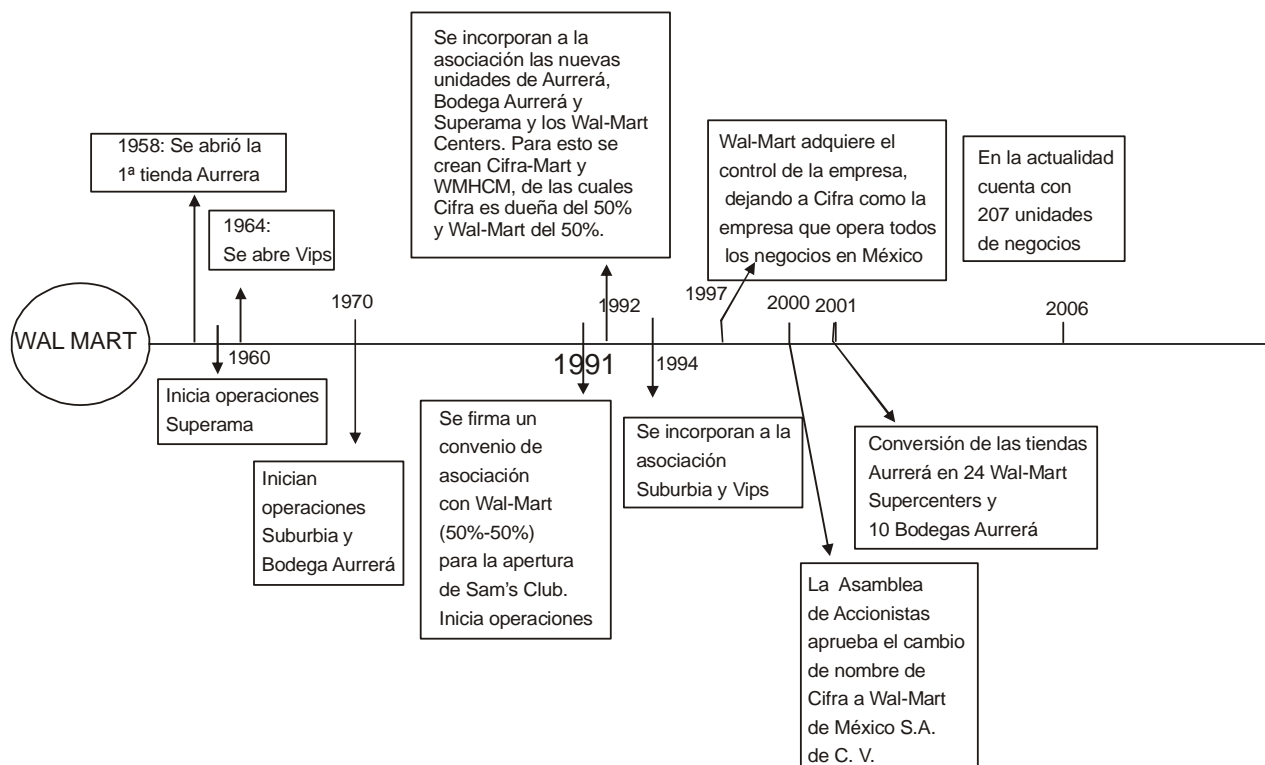 Se incorporan a la
asociación las nuevas
unidades de Aurrerá,
Bodega Aurrerá y
Superama y los Wal-Mart
Centers. Para esto se
crean Cifra-Mart y
WMHCM, de las cuales
Cifra es dueña del 50%
y Wal-Mart del 50%.
1958: Se abrió la
1ª tienda Aurrera
1964:
Se abre Vips
Wal-Mart adquiere el
control de la empresa,
dejando a Cifra como la
empresa que opera todos
los negocios en México
En la actualidad
cuenta con
207 unidades
de negocios
WAL MART
1960
1970
1991
1992
1994
1997
2000
2001
2006
Inicia operaciones
Superama
Inician
operaciones
Suburbia y
Bodega Aurrerá
Se firma un
convenio de
asociación
con Wal-Mart
(50%-50%)
para la apertura
de Sam's Club.
Inicia operaciones
Se incorporan a la
asociación
Suburbia y Vips
Conversión de las tiendas
Aurrerá en 24 Wal-Mart
Supercenters y
10 Bodegas Aurrerá
La Asamblea
de Accionistas
aprueba el cambio
de nombre de
Cifra a Wal-Mart
de México S.A.
de C. V.